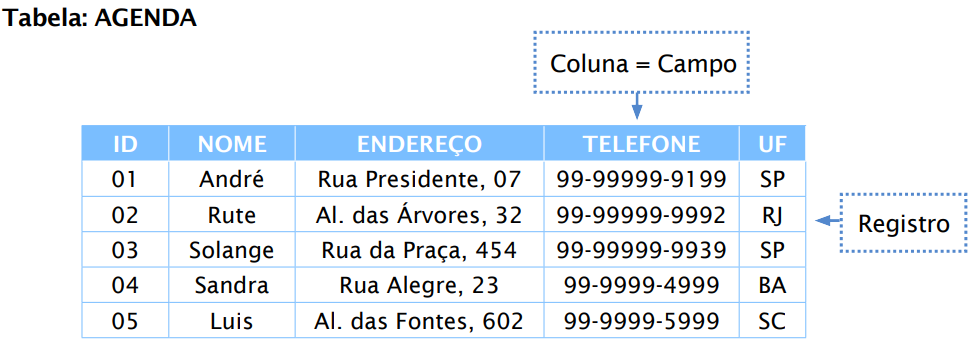 Tabela: AGENDA
Coluna = Campo
ID NOME ENDEREÇO TELEFONE UF
01 André Rua Presidente, 07 99-99999-9199 SP
02 Rute Al. das Árvores, 32 99-99999-9992 RJ
Registro
03 Solange Rua da Praça, 454 99-99999-9939 SP
04 Sandra Rua Alegre, 23 99-9999-4999 BA
05 Luis Al. das Fontes, 602 99-9999-5999 SC